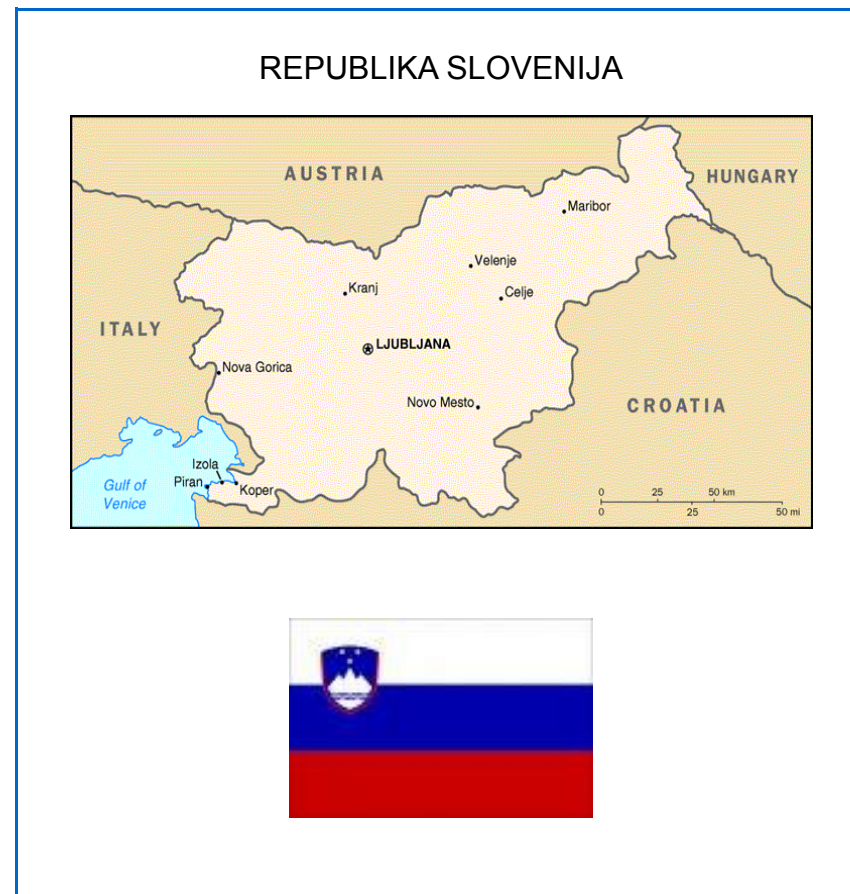 REPUBLIKA SLOVENIJA
AUSTRIA
HUNGARY
Maribor
Velenje
Kranj
Celje
ITALY
LJUBLJANA
Nova Gorica
Novo Mesto
CROATIA
Izola
Piran
Koper
Gulf of
Venice
0 25 50 km
0 25 50 mi